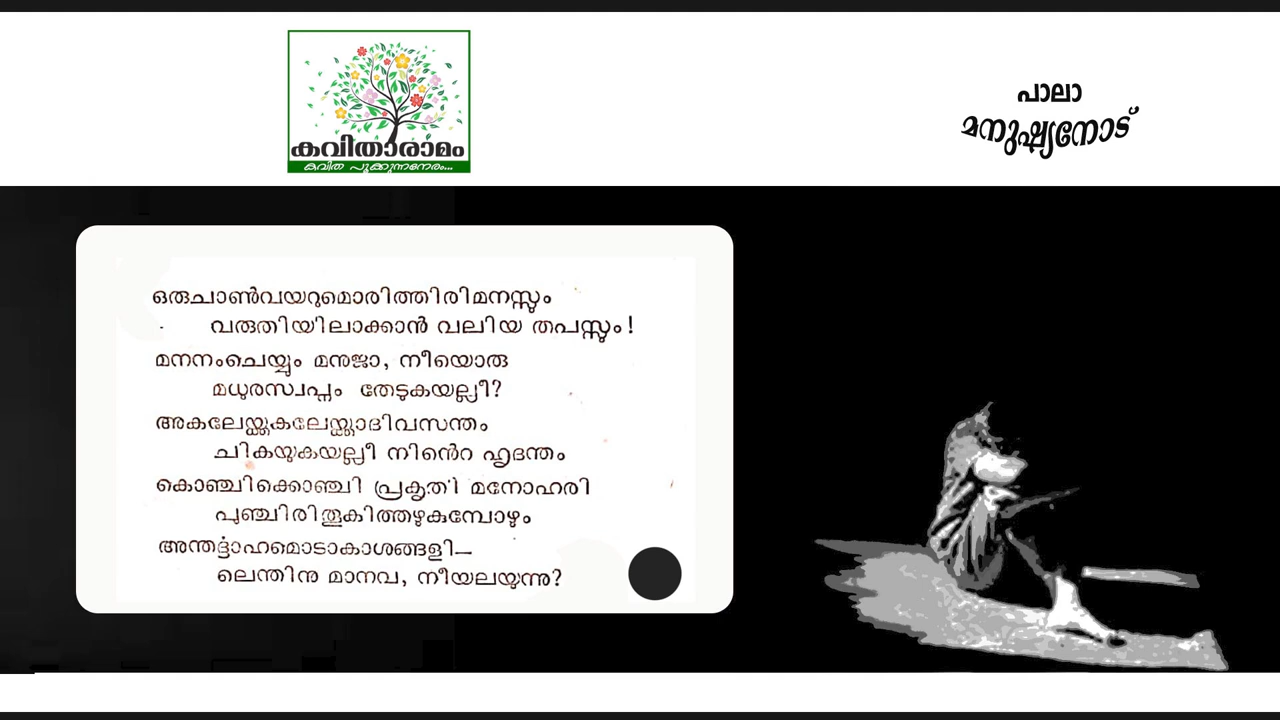 കവിതാരാമം
കവിത പൂക്കുന്നനേരം...
പാലാ
മനുഷ്യനോട്
ഒരുചാൺവയറുമൊരിത്തിരിമനസ്സും
വരുതിയിലാക്കാൻ വലിയ തപസ്സും!
മനനംചെയ്യും മനുജാ, നീയൊരു
മധുരസ്വപ്നം തേടുകയല്ലീ?
അകലേയ്ക്കകലേയ്ക്കാദിവസന്തം
ചികയുകയല്ലീ നിൻെറ ഹൃദന്തം
കൊഞ്ചിക്കൊഞ്ചി പ്രകൃതി മനോഹരി
പുഞ്ചിരിതൂകിത്തഴുകുമ്പോഴും
അന്തർദ്ദാഹമൊടാകാശങ്ങളി—
ലെന്തിനു മാനവ, നീയലയുന്നു?